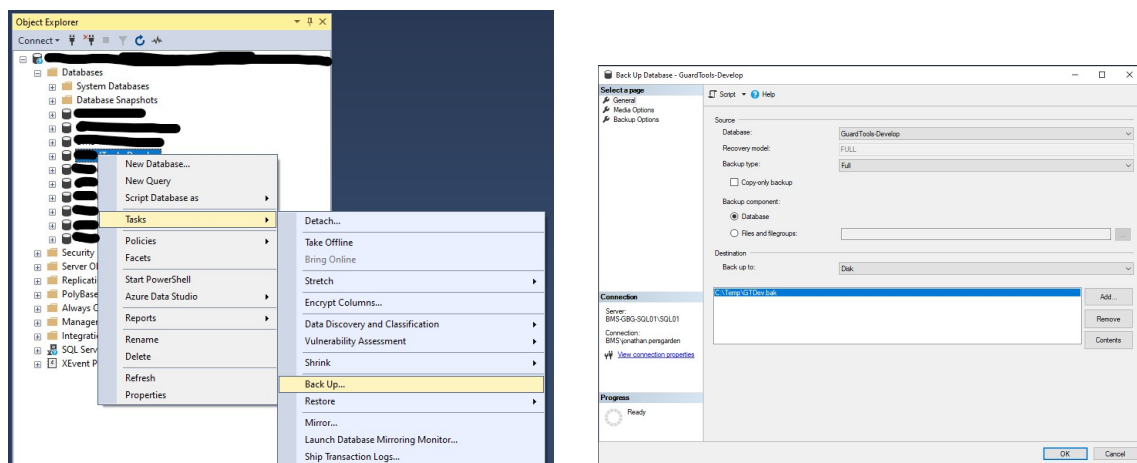 Object Explorer
Connect
Databases
System Databases
Database Snapshots
New Database...
New Query
Script Database as
Tasks
Policies
Facets
Start PowerShell
Azure Data Studio
Reports
Rename
Delete
Refresh
Properties
Security
Server O
Replicati
PolyBase
Always O
Manager
Integrati
SQL Serv
XEvent P
Detach...
Take Offline
Bring Online
Stretch
Encrypt Columns...
Data Discovery and Classification
Vulnerability Assessment
Shrink
Back Up...
Restore
Mirror...
Launch Database Mirroring Monitor...
Ship Transaction Logs...
Back Up Database - GuardTools-Develop
Select a page
General
Media Options
Backup Options
Script
Help
Source
Database:
GuardTools-Develop
Recovery model:
FULL
Backup type:
Full
Copy-only backup
Backup component:
Database
Files and filegroups:
...
Destination
Back up to:
Disk
C:\Temp\GTDev.bak
Add...
Remove
Contents
Connection
Server:
BMS-GBG-SQL01\SQL01
Connection:
BMS\jonathan.persgarden
View connection properties
Progress
Ready
OK
Cancel